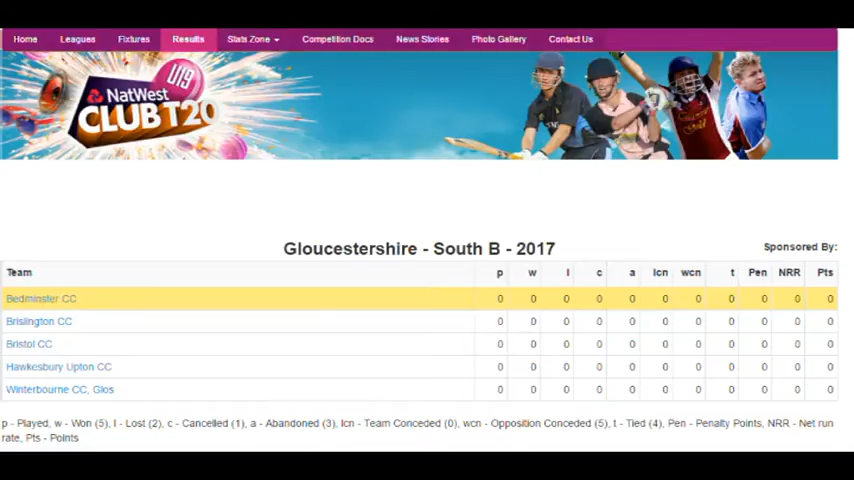 Home Leagues Fixtures Results Stats Zone Competition Docs News Stories Photo Gallery Contact Us
U19
NatWest
CLUB T20
Gloucestershire - South B - 2017
Sponsored By:
Team p w l c a lcn wcn t Pen NRR Pts
Bedminster CC 0 0 0 0 0 0 0 0 0 0 0
Brislington CC 0 0 0 0 0 0 0 0 0 0 0
Bristol CC 0 0 0 0 0 0 0 0 0 0 0
Hawkesbury Upton CC 0 0 0 0 0 0 0 0 0 0 0
Winterbourne CC, Glos 0 0 0 0 0 0 0 0 0 0 0
p - Played, w - Won (5), l - Lost (2), c - Cancelled (1), a - Abandoned (3), lcn - Team Conceded (0), wcn - Opposition Conceded (5), t - Tied (4), Pen - Penalty Points, NRR - Net run
rate, Pts - Points